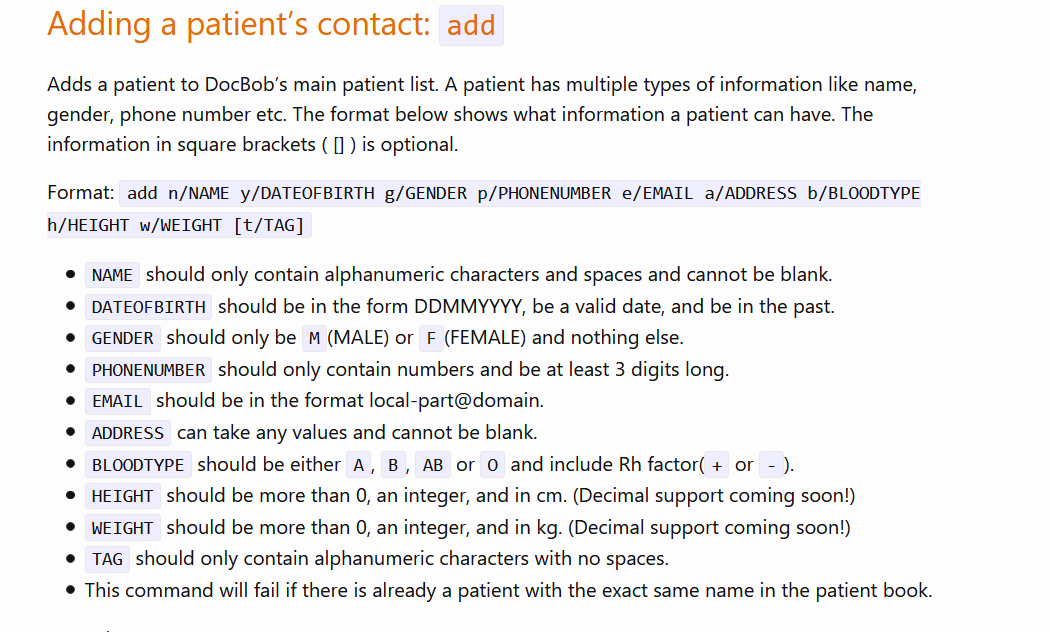 Adding a patient’s contact: add
Adds a patient to DocBob’s main patient list. A patient has multiple types of information like name,
gender, phone number etc. The format below shows what information a patient can have. The
information in square brackets ( [] ) is optional.
Format: add n/NAME y/DATEOFBIRTH g/GENDER p/PHONENUMBER e/EMAIL a/ADDRESS b/BLOODTYPE
h/HEIGHT w/WEIGHT [t/TAG]
• NAME should only contain alphanumeric characters and spaces and cannot be blank.
• DATEOFBIRTH should be in the form DDMMYYYY, be a valid date, and be in the past.
• GENDER should only be M (MALE) or F (FEMALE) and nothing else.
• PHONENUMBER should only contain numbers and be at least 3 digits long.
• EMAIL should be in the format local-part@domain.
• ADDRESS can take any values and cannot be blank.
• BLOODTYPE should be either A, B, AB or O and include Rh factor( + or - ).
• HEIGHT should be more than 0, an integer, and in cm. (Decimal support coming soon!)
• WEIGHT should be more than 0, an integer, and in kg. (Decimal support coming soon!)
• TAG should only contain alphanumeric characters with no spaces.
• This command will fail if there is already a patient with the exact same name in the patient book.